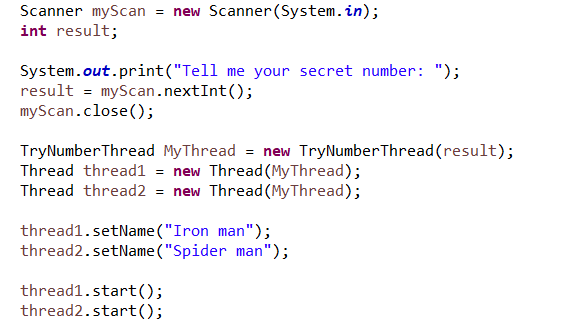 Scanner myScan = new Scanner(System.in);
int result;
System.out.print("Tell me your secret number: ");
result = myScan.nextInt();
myScan.close();
TryNumberThread MyThread = new TryNumberThread(result);
Thread thread1 = new Thread(MyThread);
Thread thread2 = new Thread(MyThread);
thread1.setName("Iron man");
thread2.setName("Spider man");
thread1.start();
thread2.start();